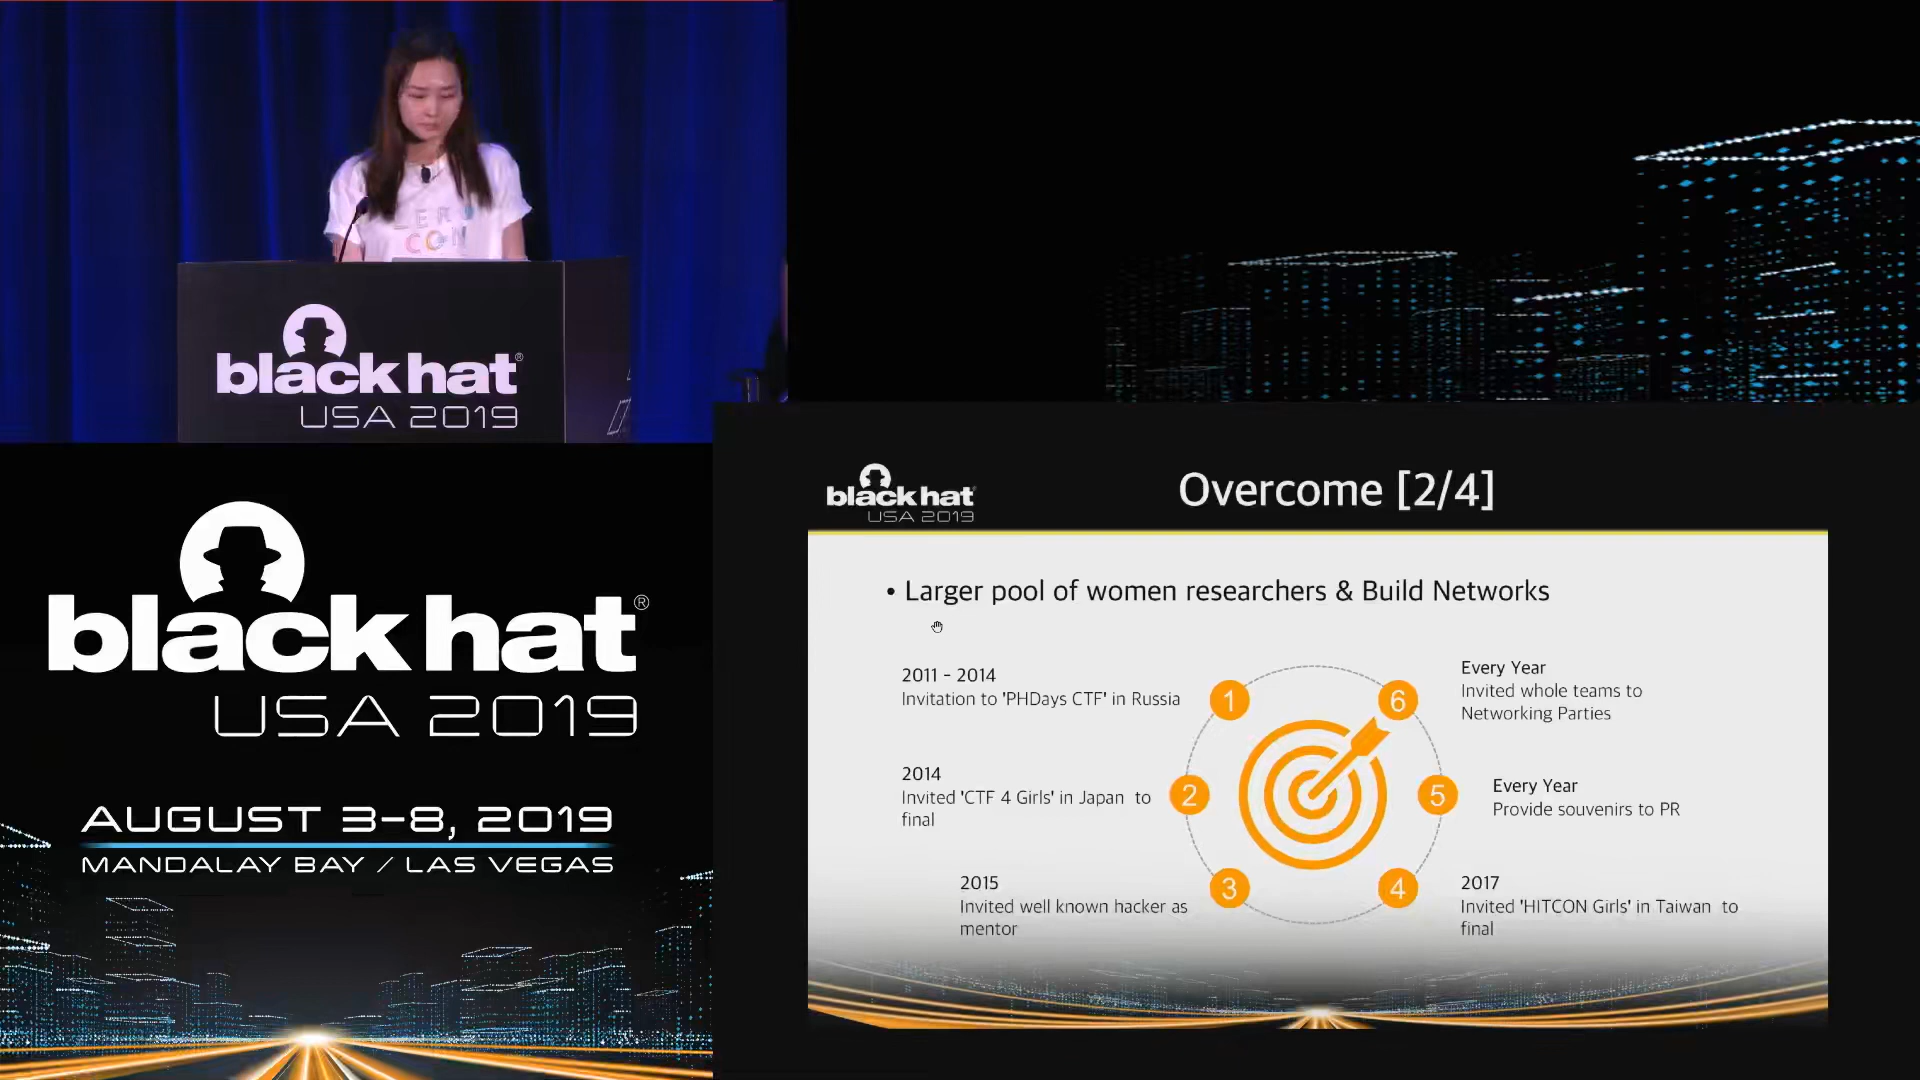 ZERO
CON
black hat®
USA 2019
black hat®
USA 2019
AUGUST 3-8, 2019
MANDALAY BAY / LAS VEGAS
black hat
USA 2019
Overcome [2/4]
• Larger pool of women researchers & Build Networks
2011 - 2014
Invitation to 'PHDays CTF' in Russia
1
2014
Invited 'CTF 4 Girls' in Japan to
final
2
2015
Invited well known hacker as
mentor
3
4
2017
Invited 'HITCON Girls' in Taiwan to
final
5
Every Year
Provide souvenirs to PR
6
Every Year
Invited whole teams to
Networking Parties